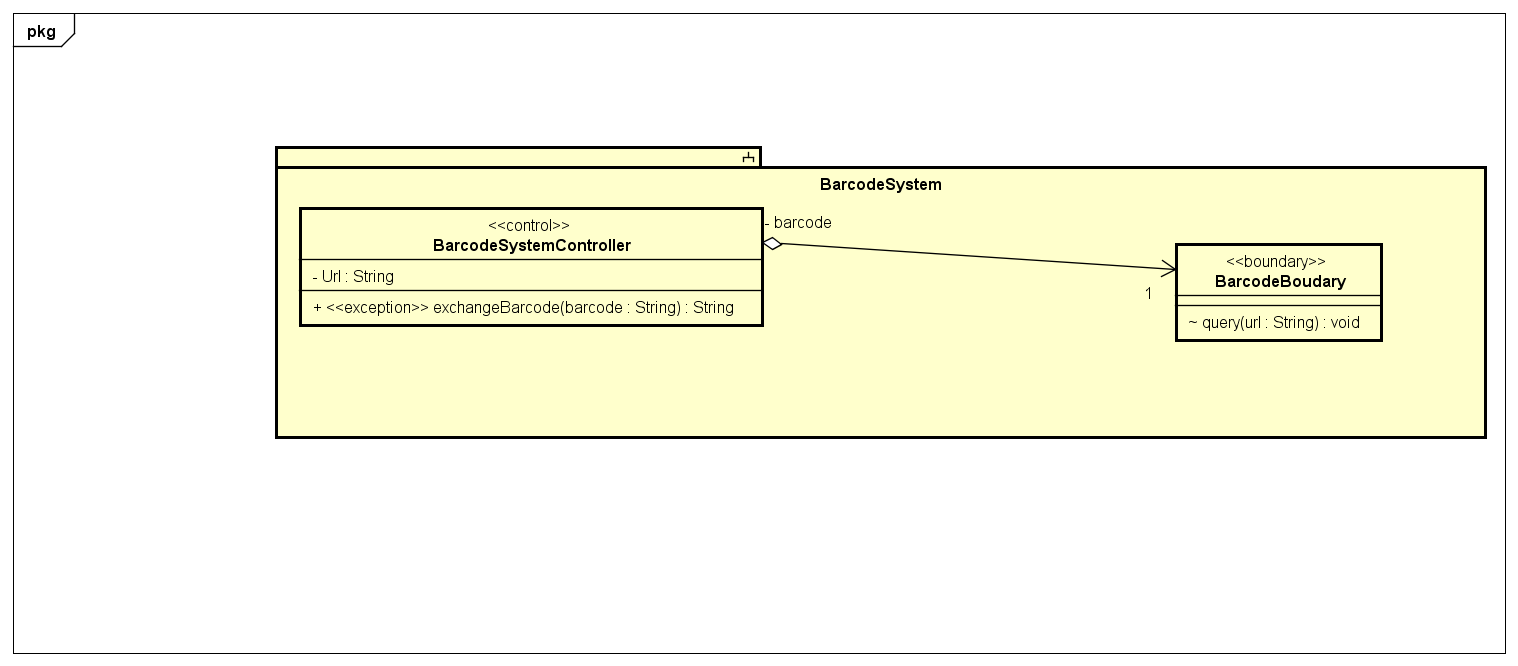 pkg
BarcodeSystem
<<control>>
BarcodeSystemController
- Url : String
+ <<exception>> exchangeBarcode(barcode : String) : String
- barcode
1
<<boundary>>
BarcodeBoudary
~ query(url : String) : void